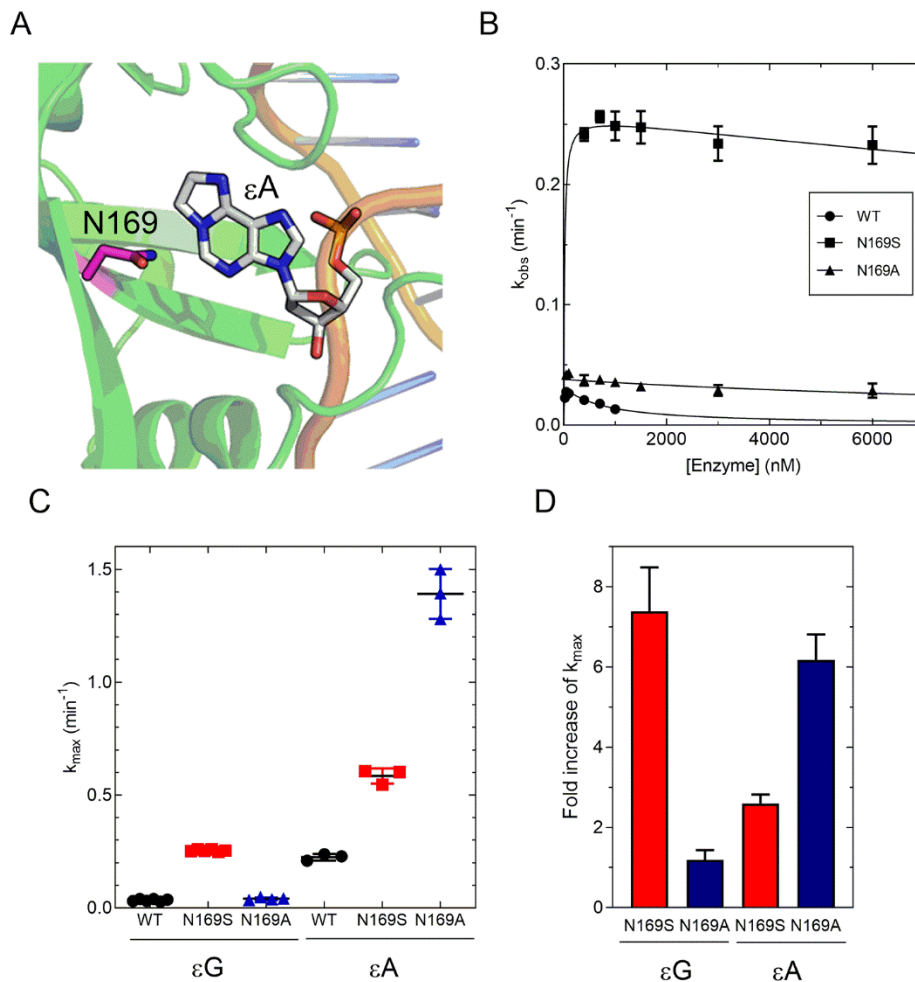 A
N169
εA
B
0.3
0.2
0.1
0.0
k_obs (min⁻¹)
WT
N169S
N169A
0 2000 4000 6000
[Enzyme] (nM)
C
1.5
1.0
0.5
0.0
k_max (min⁻¹)
WT N169S N169A WT N169S N169A
εG εA
D
8
6
4
2
0
Fold increase of k_max
N169S N169A N169S N169A
εG εA